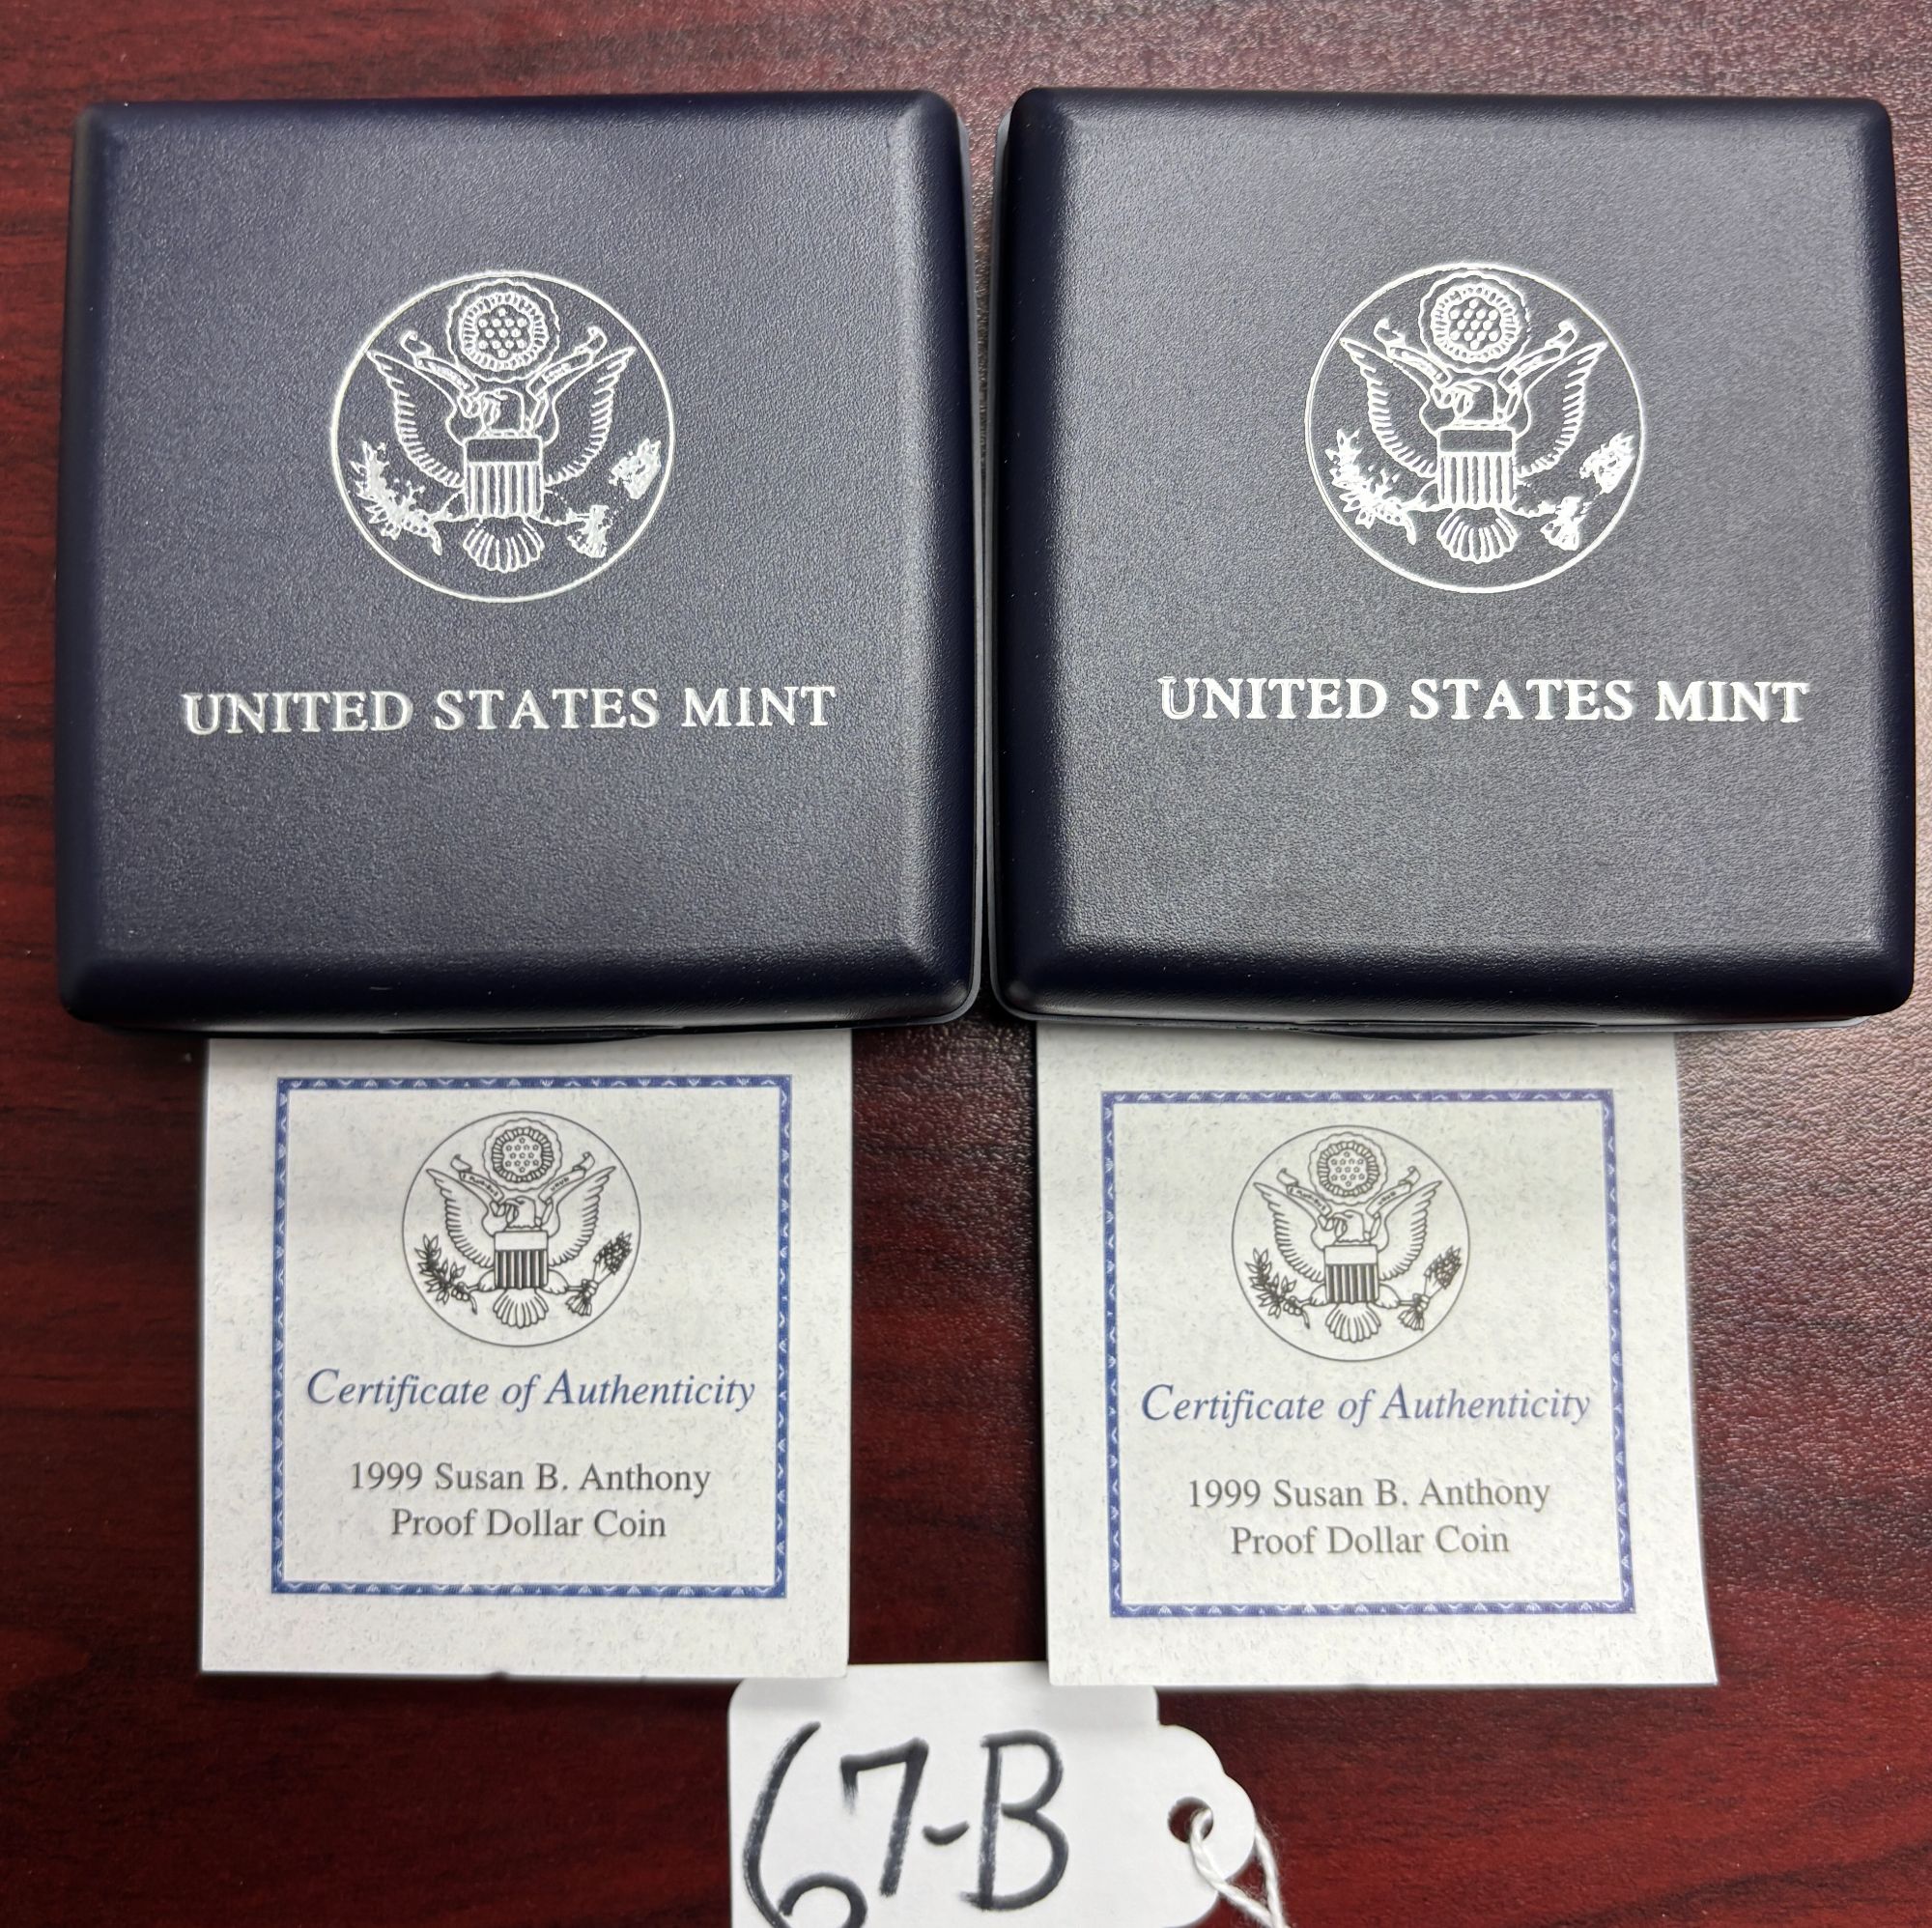 UNITED STATES MINT
UNITED STATES MINT
Certificate of Authenticity
1999 Susan B. Anthony
Proof Dollar Coin
Certificate of Authenticity
1999 Susan B. Anthony
Proof Dollar Coin
67-B